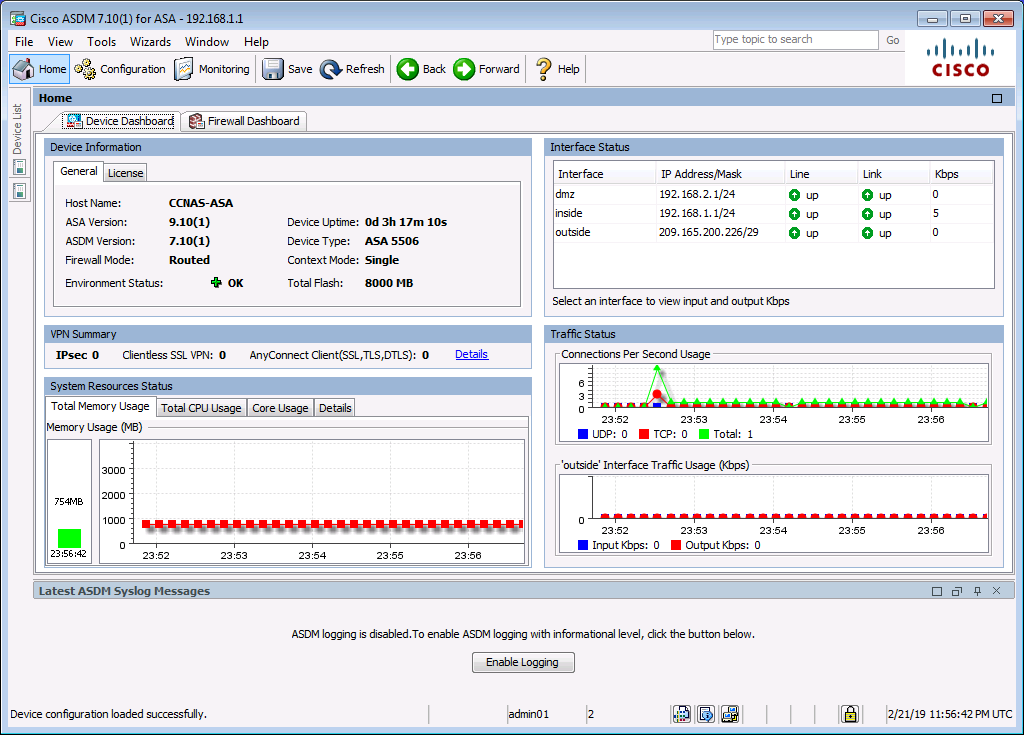 Cisco ASDM 7.10(1) for ASA - 192.168.1.1
File View Tools Wizards Window Help
Type topic to search Go
Home Configuration Monitoring Save Refresh Back Forward Help
CISCO
Device List
Home
Device Dashboard Firewall Dashboard
Device Information
General License
Host Name: CCNAS-ASA
ASA Version: 9.10(1) Device Uptime: 0d 3h 17m 10s
ASDM Version: 7.10(1) Device Type: ASA 5506
Firewall Mode: Routed Context Mode: Single
Environment Status: OK Total Flash: 8000 MB
Interface Status
Interface IP Address/Mask Line Link Kbps
dmz 192.168.2.1/24 up up 0
inside 192.168.1.1/24 up up 5
outside 209.165.200.226/29 up up 0
Select an interface to view input and output Kbps
VPN Summary
IPsec 0 Clientless SSL VPN: 0 AnyConnect Client(SSL,TLS,DTLS): 0 Details
System Resources Status
Total Memory Usage Total CPU Usage Core Usage Details
Memory Usage (MB)
754MB
23:56:42
3000
2000
1000
0
23:52 23:53 23:54 23:55 23:56
Traffic Status
Connections Per Second Usage
6
3
0
23:52 23:53 23:54 23:55 23:56
UDP: 0 TCP: 0 Total: 1
'outside' Interface Traffic Usage (Kbps)
0
23:52 23:53 23:54 23:55 23:56
Input Kbps: 0 Output Kbps: 0
Latest ASDM Syslog Messages
ASDM logging is disabled.To enable ASDM logging with informational level, click the button below.
Enable Logging
Device configuration loaded successfully. admin01 2 2/21/19 11:56:42 PM UTC